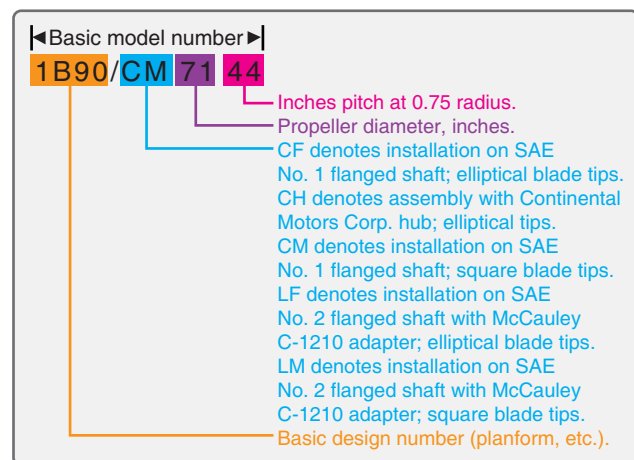 Basic model number
1B90/CM 71 44
Inches pitch at 0.75 radius.
Propeller diameter, inches.
CF denotes installation on SAE
No. 1 flanged shaft; elliptical blade tips.
CH denotes assembly with Continental
Motors Corp. hub; elliptical tips.
CM denotes installation on SAE
No. 1 flanged shaft; square blade tips.
LF denotes installation on SAE
No. 2 flanged shaft with McCauley
C-1210 adapter; elliptical blade tips.
LM denotes installation on SAE
No. 2 flanged shaft with McCauley
C-1210 adapter; square blade tips.
Basic design number (planform, etc.).